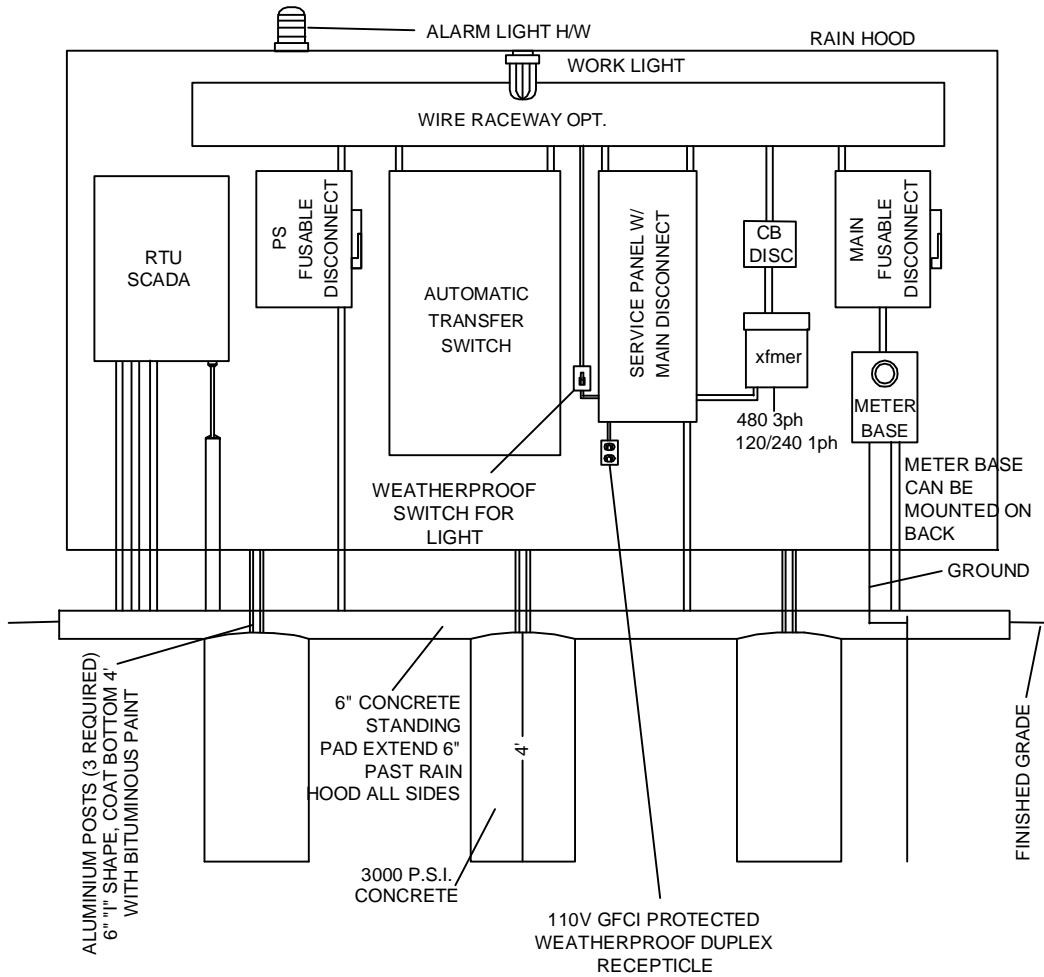 ALARM LIGHT H/W
RAIN HOOD
WORK LIGHT
WIRE RACEWAY OPT.
RTU
SCADA
PS
FUSABLE
DISCONNECT
AUTOMATIC
TRANSFER
SWITCH
SERVICE PANEL W/
MAIN DISCONNECT
CB
DISC
xfmer
480 3ph
120/240 1ph
MAIN
FUSABLE
DISCONNECT
METER
BASE
METER BASE
CAN BE
MOUNTED ON
BACK
WEATHERPROOF
SWITCH FOR
LIGHT
GROUND
ALUMINIUM POSTS (3 REQUIRED)
6" "I" SHAPE, COAT BOTTOM 4'
WITH BITUMINOUS PAINT
6" CONCRETE
STANDING
PAD EXTEND 6"
PAST RAIN
HOOD ALL SIDES
4'
3000 P.S.I.
CONCRETE
110V GFCI PROTECTED
WEATHERPROOF DUPLEX
RECEPTICLE
FINISHED GRADE